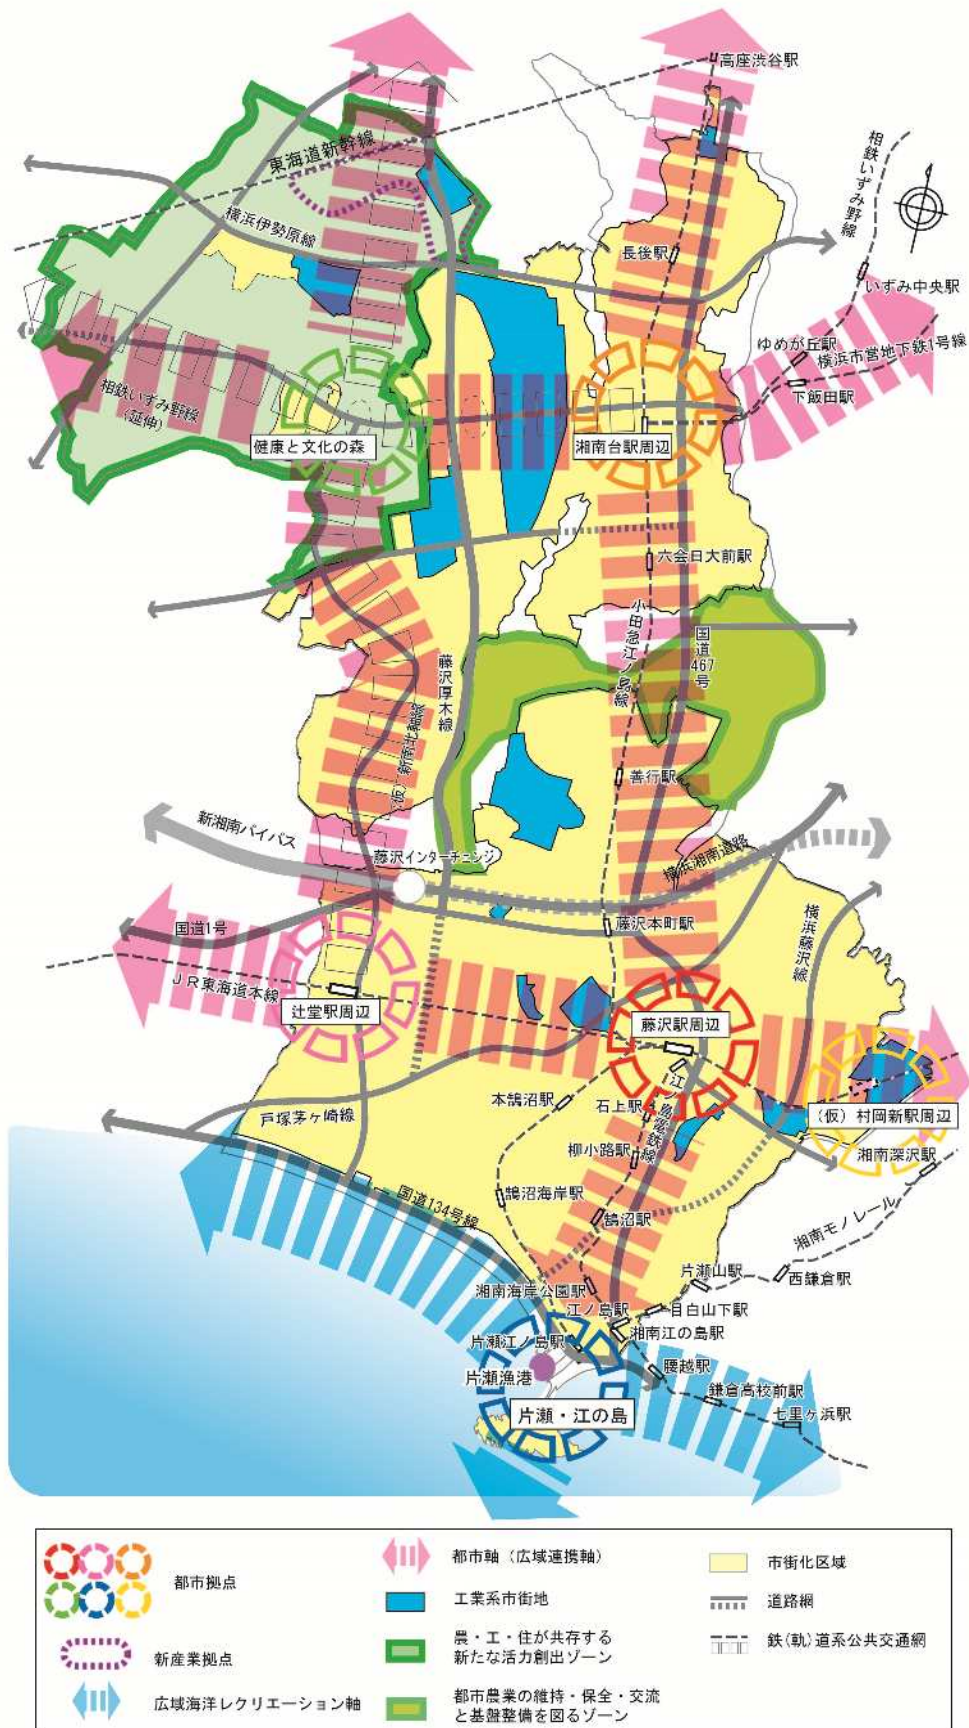 高座渋谷駅
相鉄いずみ野線
東海道新幹線
横浜伊勢原線
長後駅
いずみ中央駅
ゆめが丘駅
横浜市営地下鉄1号線
下飯田駅
相鉄いずみ野線
(延伸)
健康と文化の森
湘南台駅周辺
六会日大前駅
小田急江ノ島線
国道
467
号
藤沢厚木線
(仮)新南北軸線
善行駅
新湘南バイパス
藤沢インターチェンジ
横浜湘南道路
国道1号
藤沢本町駅
横浜藤沢線
JR東海道本線
辻堂駅周辺
藤沢駅周辺
本鵠沼駅
石上駅
江ノ島電鉄線
(仮)村岡新駅周辺
戸塚茅ヶ崎線
柳小路駅
湘南深沢駅
国道134号線
鵠沼海岸駅
鵠沼駅
湘南モノレール
片瀬山駅
西鎌倉駅
湘南海岸公園駅
江ノ島駅
目白山下駅
湘南江の島駅
片瀬江ノ島駅
片瀬漁港
腰越駅
鎌倉高校前駅
片瀬・江の島
七里ヶ浜駅
都市拠点
都市軸(広域連携軸)
市街化区域
工業系市街地
道路網
新産業拠点
農・工・住が共存する
新たな活力創出ゾーン
鉄(軌)道系公共交通網
広域海洋レクリエーション軸
都市農業の維持・保全・交流
と基盤整備を図るゾーン